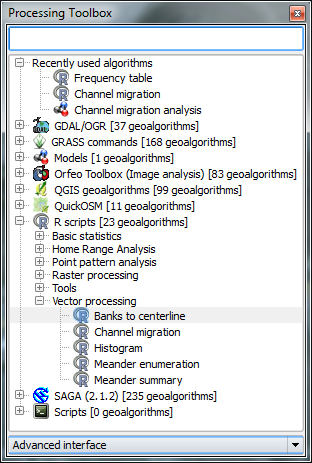 Processing Toolbox
Recently used algorithms
Frequency table
Channel migration
Channel migration analysis
GDAL/OGR [37 geoalgorithms]
GRASS commands [168 geoalgorithms]
Models [1 geoalgorithms]
Orfeo Toolbox (Image analysis) [83 geoalgorithms]
QGIS geoalgorithms [99 geoalgorithms]
QuickOSM [11 geoalgorithms]
R scripts [23 geoalgorithms]
Basic statistics
Home Range Analysis
Point pattern analysis
Raster processing
Tools
Vector processing
Banks to centerline
Channel migration
Histogram
Meander enumeration
Meander summary
SAGA (2.1.2) [235 geoalgorithms]
Scripts [0 geoalgorithms]
Advanced interface